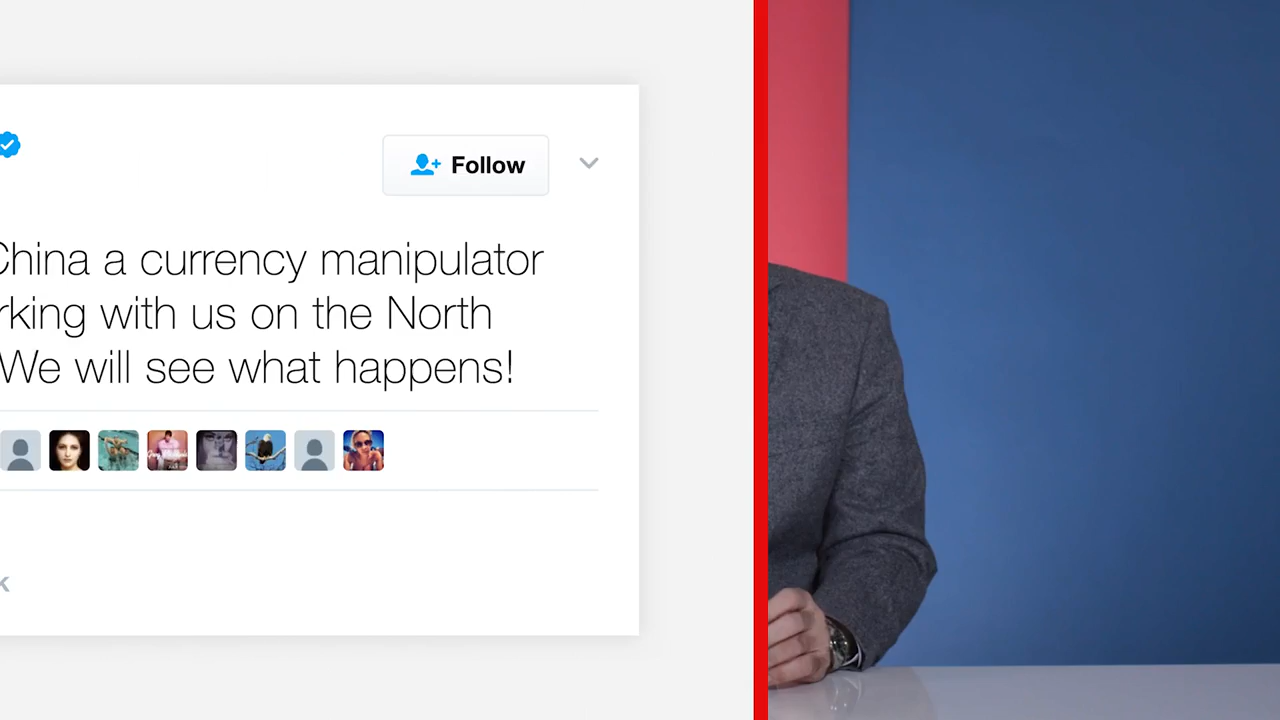 Follow
China a currency manipulator
rking with us on the North
We will see what happens!
K